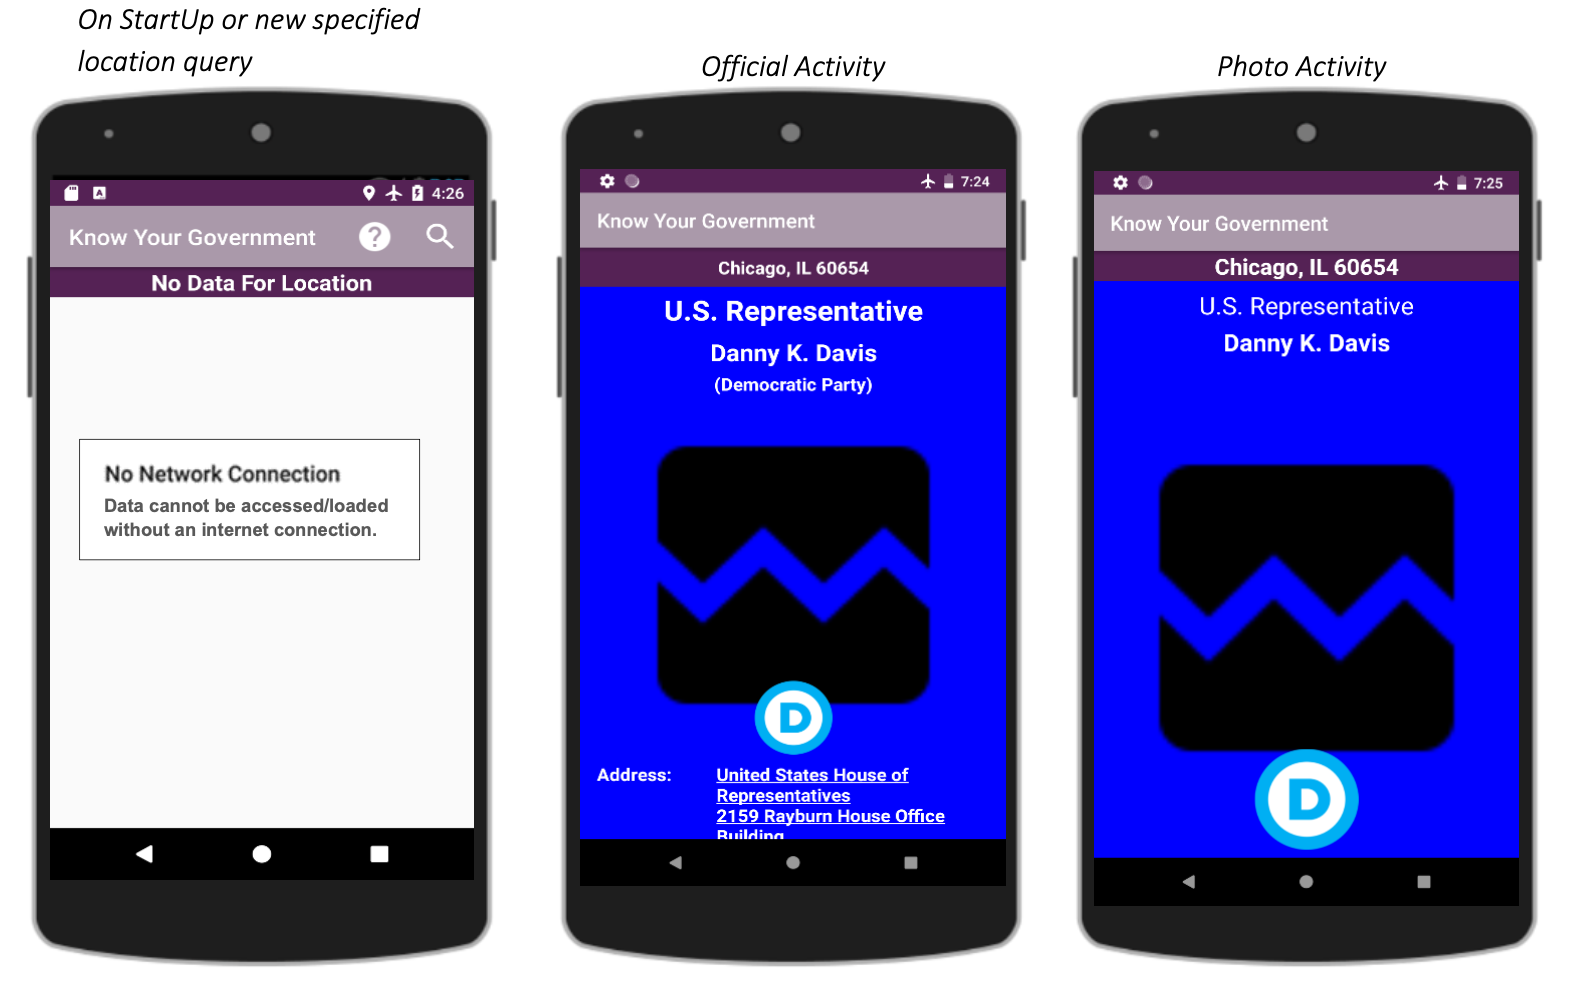 On StartUp or new specified
location query
4:26
Know Your Government
?
No Data For Location
No Network Connection
Data cannot be accessed/loaded
without an internet connection.
Official Activity
7:24
Know Your Government
Chicago, IL 60654
U.S. Representative
Danny K. Davis
(Democratic Party)
D
Address: United States House of
Representatives
2159 Rayburn House Office
Building
Photo Activity
7:25
Know Your Government
Chicago, IL 60654
U.S. Representative
Danny K. Davis
D